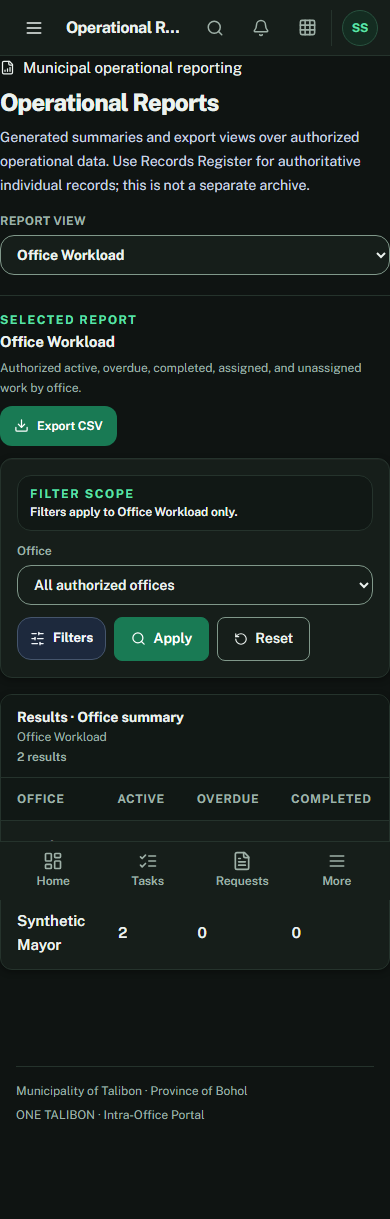 Operational R...
SS
Municipal operational reporting
Operational Reports
Generated summaries and export views over authorized
operational data. Use Records Register for authoritative
individual records; this is not a separate archive.
REPORT VIEW
Office Workload
SELECTED REPORT
Office Workload
Authorized active, overdue, completed, assigned, and unassigned
work by office.
Export CSV
FILTER SCOPE
Filters apply to Office Workload only.
Office
All authorized offices
Filters
Apply
Reset
Results · Office summary
Office Workload
2 results
OFFICE ACTIVE OVERDUE COMPLETED
Home Tasks Requests More
Synthetic
Mayor
2 0 0
Municipality of Talibon · Province of Bohol
ONE TALIBON · Intra-Office Portal